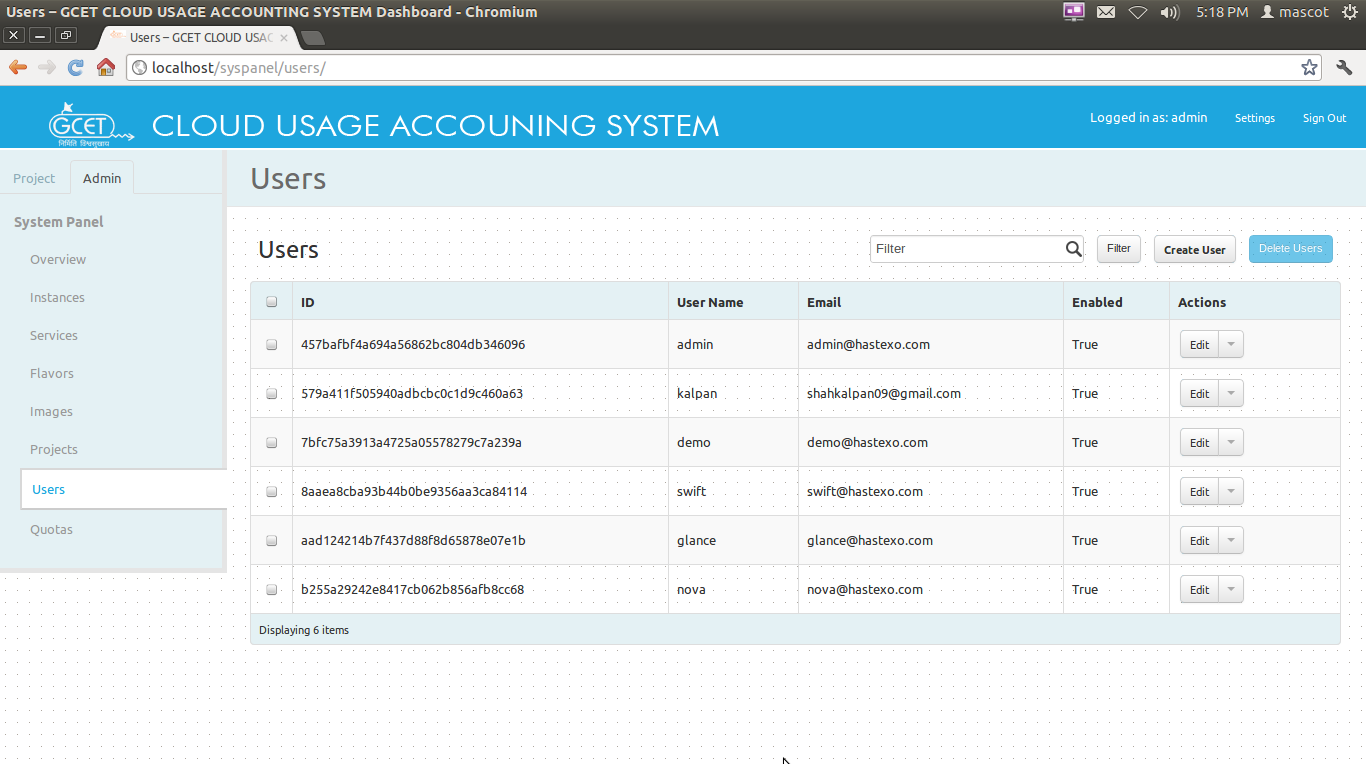 Users – GCET CLOUD USAGE ACCOUNTING SYSTEM Dashboard - Chromium
5:18 PM mascot
Users – GCET CLOUD USAG
localhost/syspanel/users/
GCET
निर्मिति विश्वसुखाय
CLOUD USAGE ACCOUNING SYSTEM
Logged in as: admin Settings Sign Out
Project Admin
Users
System Panel
Overview
Instances
Services
Flavors
Images
Projects
Users
Quotas
Users
Filter Filter Create User Delete Users
ID User Name Email Enabled Actions
457bafbf4a694a56862bc804db346096 admin admin@hastexo.com True Edit
579a411f505940adbcbc0c1d9c460a63 kalpan shahkalpan09@gmail.com True Edit
7bfc75a3913a4725a05578279c7a239a demo demo@hastexo.com True Edit
8aaea8cba93b44b0be9356aa3ca84114 swift swift@hastexo.com True Edit
aad124214b7f437d88f8d65878e07e1b glance glance@hastexo.com True Edit
b255a29242e8417cb062b856afb8cc68 nova nova@hastexo.com True Edit
Displaying 6 items